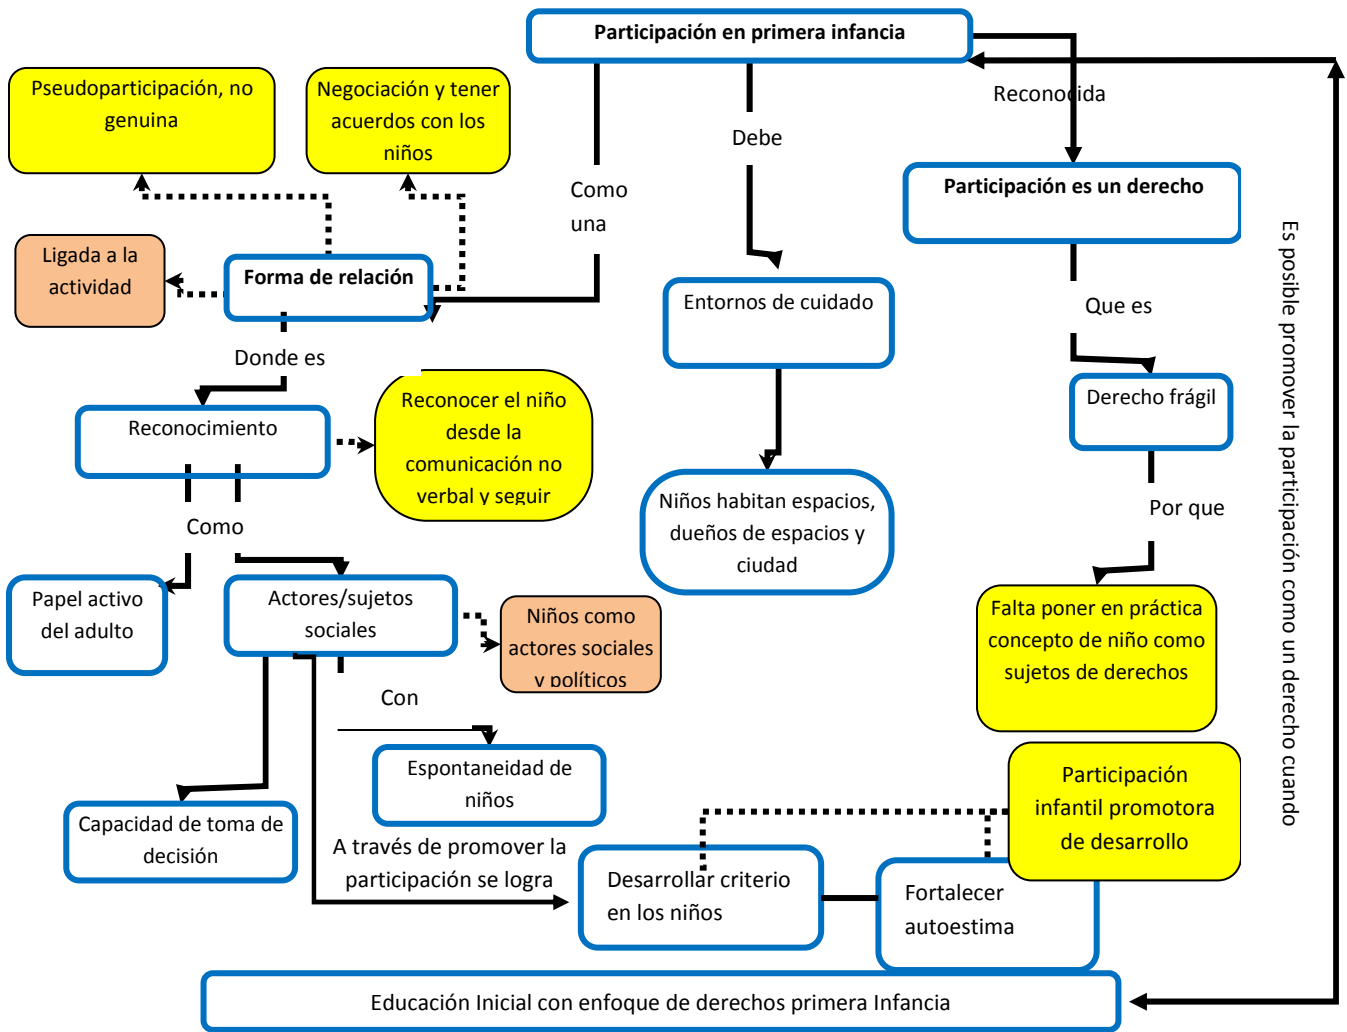 Participación en primera infancia
Pseudoparticipación, no
genuina
Negociación y tener
acuerdos con los
niños
Reconocida
Debe
Como
una
Participación es un derecho
Ligada a la
actividad
Forma de relación
Entornos de cuidado
Que es
Es posible promover la participación como un derecho cuando
Donde es
Reconocimiento
Reconocer el niño
desde la
comunicación no
verbal y seguir
Derecho frágil
Niños habitan espacios,
dueños de espacios y
ciudad
Por que
Como
Papel activo
del adulto
Actores/sujetos
sociales
Niños como
actores sociales
y políticos
Falta poner en práctica
concepto de niño como
sujetos de derechos
Con
Espontaneidad de
niños
Participación
infantil promotora
de desarrollo
Capacidad de toma de
decisión
A través de promover la
participación se logra
Desarrollar criterio
en los niños
Fortalecer
autoestima
Educación Inicial con enfoque de derechos primera Infancia